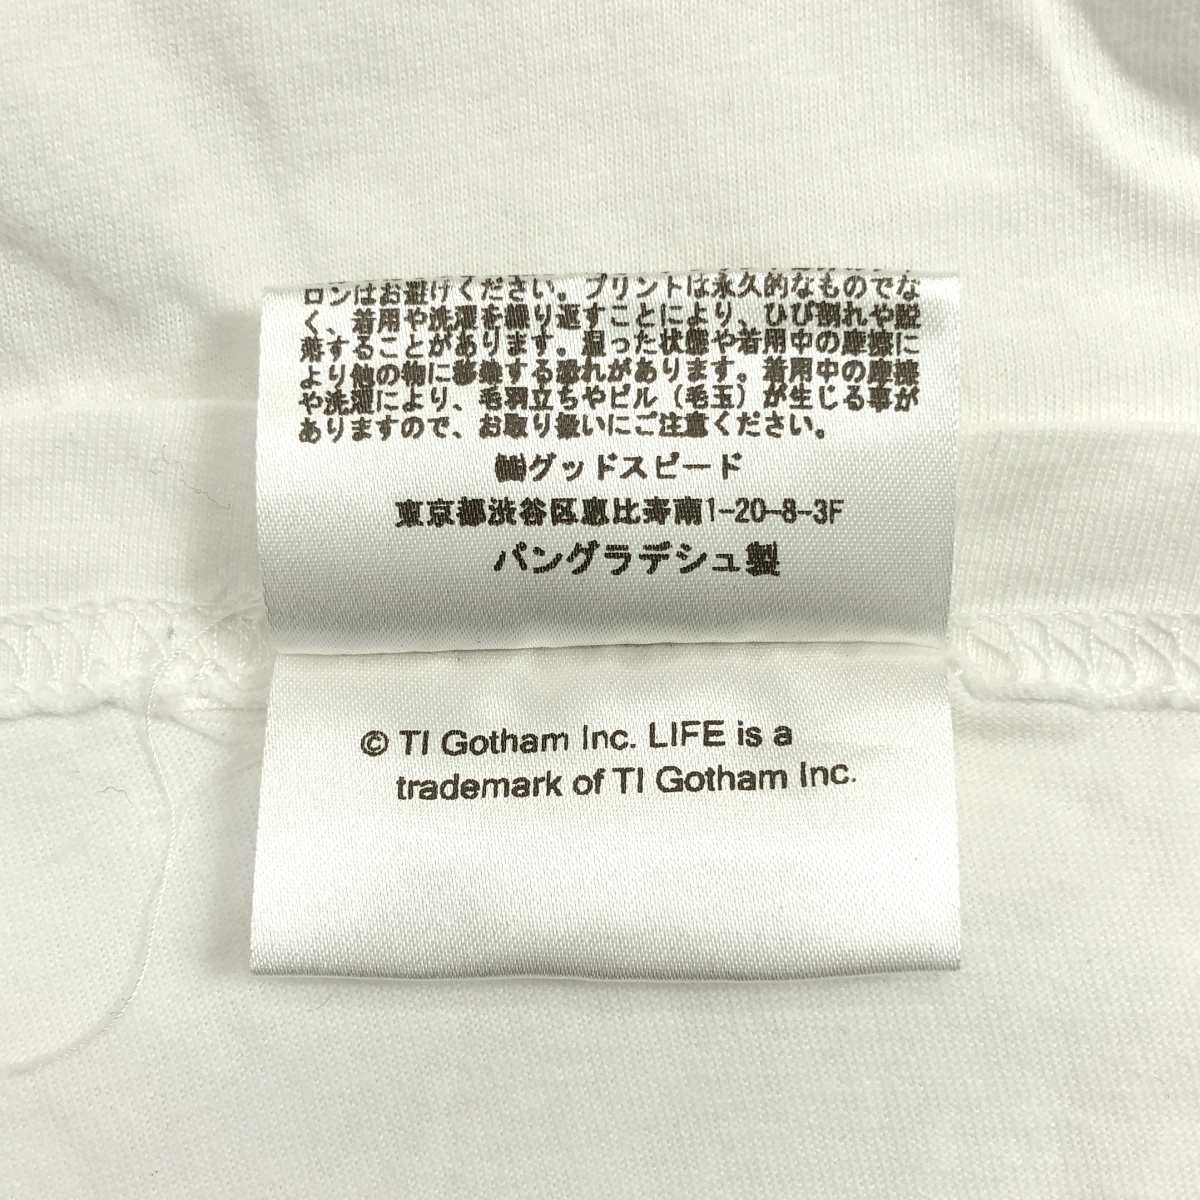 ロンはお避けください。プリントは永久的なものでな
く、着用や洗濯を繰り返すことにより、ひび割れや脱
落することがあります。湿った状態や着用中の摩擦に
より他の物に移染する恐れがあります。着用中の摩擦
や洗濯により、毛羽立ちやピル（毛玉）が生じる事が
ありますので、お取り扱いにご注意ください。
㈱グッドスピード
東京都渋谷区恵比寿南1-20-8-3F
バングラデシュ製
© TI Gotham Inc. LIFE is a
trademark of TI Gotham Inc.